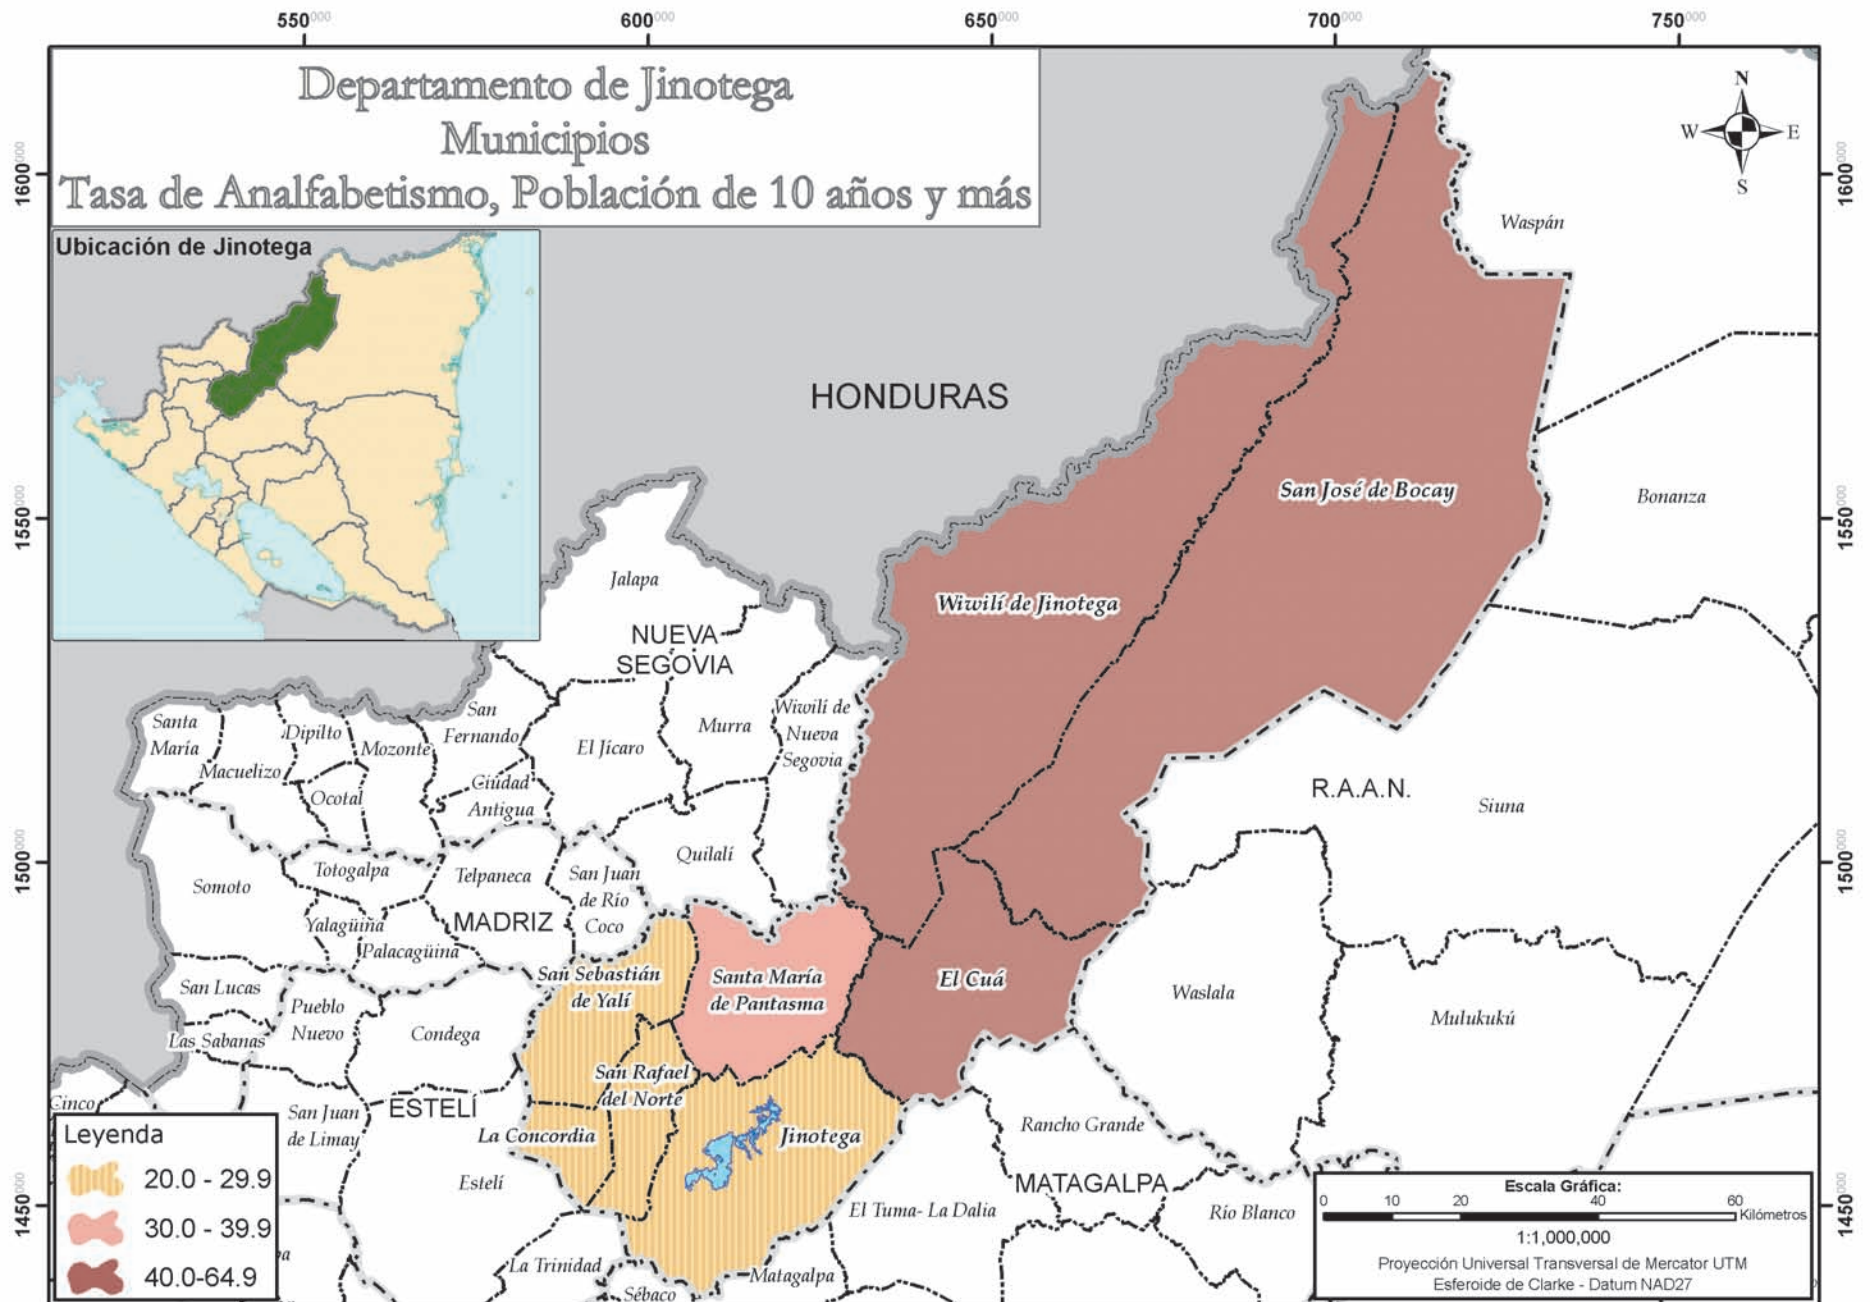 550000
600000
650000
700000
750000
Departamento de Jinotega
Municipios
Tasa de Analfabetismo, Población de 10 años y más
N
W
E
S
1600000
1600000
Waspán
Ubicación de Jinotega
HONDURAS
San José de Bocay
Bonanza
1550000
1550000
Jalapa
Wiwilí de Jinotega
NUEVA
SEGOVIA
Santa
María
Macuelizo
Dipilto
Ocotal
Mozonte
San
Fernando
Ciudad
Antigua
El Jícaro
Murra
Wiwilí de
Nueva
Segovia
R.A.A.N.
Siuna
1500000
1500000
Somoto
Totogalpa
Telpaneca
San Juan
de Río
Coco
Quilalí
Yalagüina
Palacagüina
MADRIZ
San Sebastián
de Yalí
Santa María
de Pantasma
El Cuá
Waslala
Mulukukú
San Lucas
Las Sabanas
Pueblo
Nuevo
Condega
San Rafael
del Norte
Cinco
ESTELÍ
San Juan
de Limay
La Concordia
Jinotega
Rancho Grande
MATAGALPA
Estelí
El Tuma- La Dalia
Río Blanco
1450000
1450000
La Trinidad
Matagalpa
Sébaco
Leyenda
20.0 - 29.9
30.0 - 39.9
40.0-64.9
Escala Gráfica:
0 10 20 40 60
Kilómetros
1:1,000,000
Proyección Universal Transversal de Mercator UTM
Esferoide de Clarke - Datum NAD27